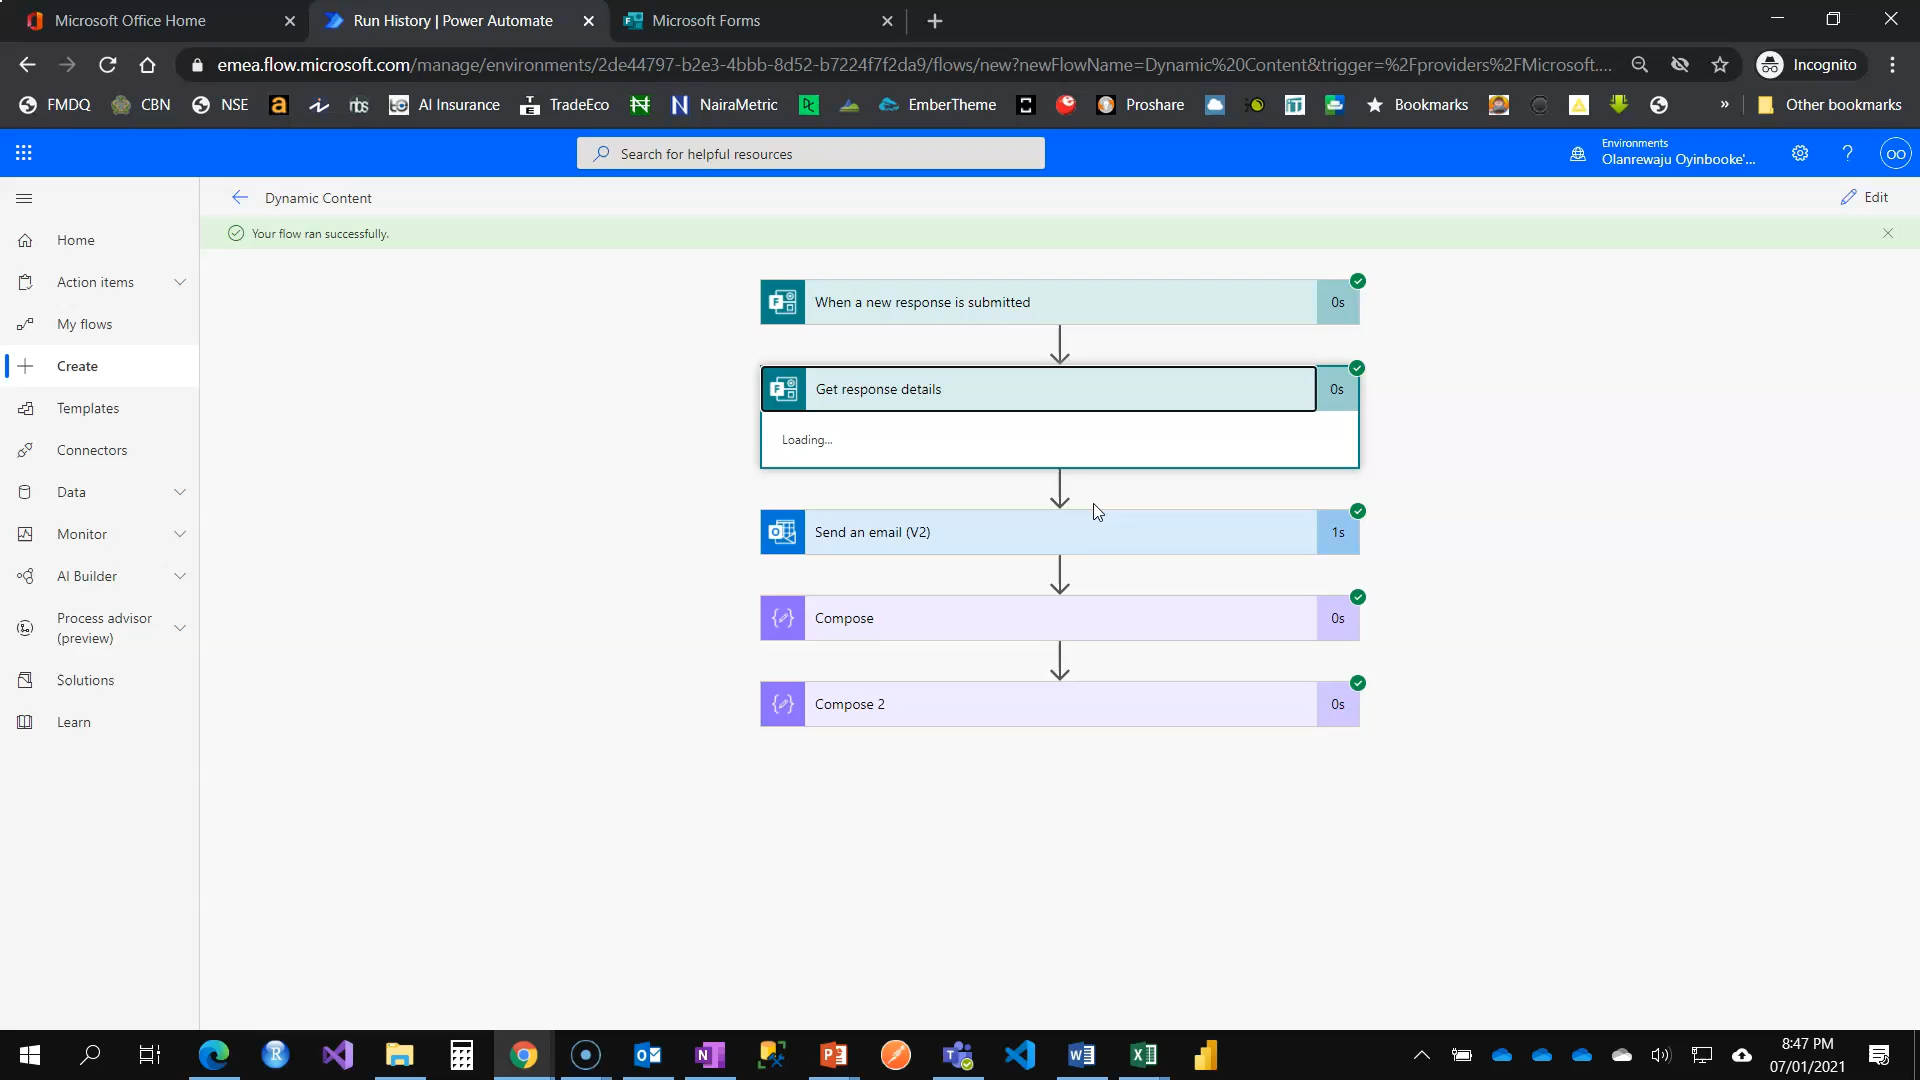 Microsoft Office Home
Run History | Power Automate
Microsoft Forms
emea.flow.microsoft.com/manage/environments/2de44797-b2e3-4bbb-8d52-b7224f7f2da9/flows/new?newFlowName=Dynamic%20Content&trigger=%2Fproviders%2FMicrosoft....
Incognito
FMDQ
CBN
NSE
AI Insurance
TradeEco
NairaMetric
EmberTheme
Proshare
Bookmarks
Other bookmarks
Search for helpful resources
Environments
Olanrewaju Oyinbooke'...
OO
Dynamic Content
Edit
Your flow ran successfully.
Home
Action items
My flows
Create
Templates
Connectors
Data
Monitor
AI Builder
Process advisor
(preview)
Solutions
Learn
When a new response is submitted
0s
Get response details
0s
Loading...
Send an email (V2)
1s
Compose
0s
Compose 2
0s
8:47 PM
07/01/2021